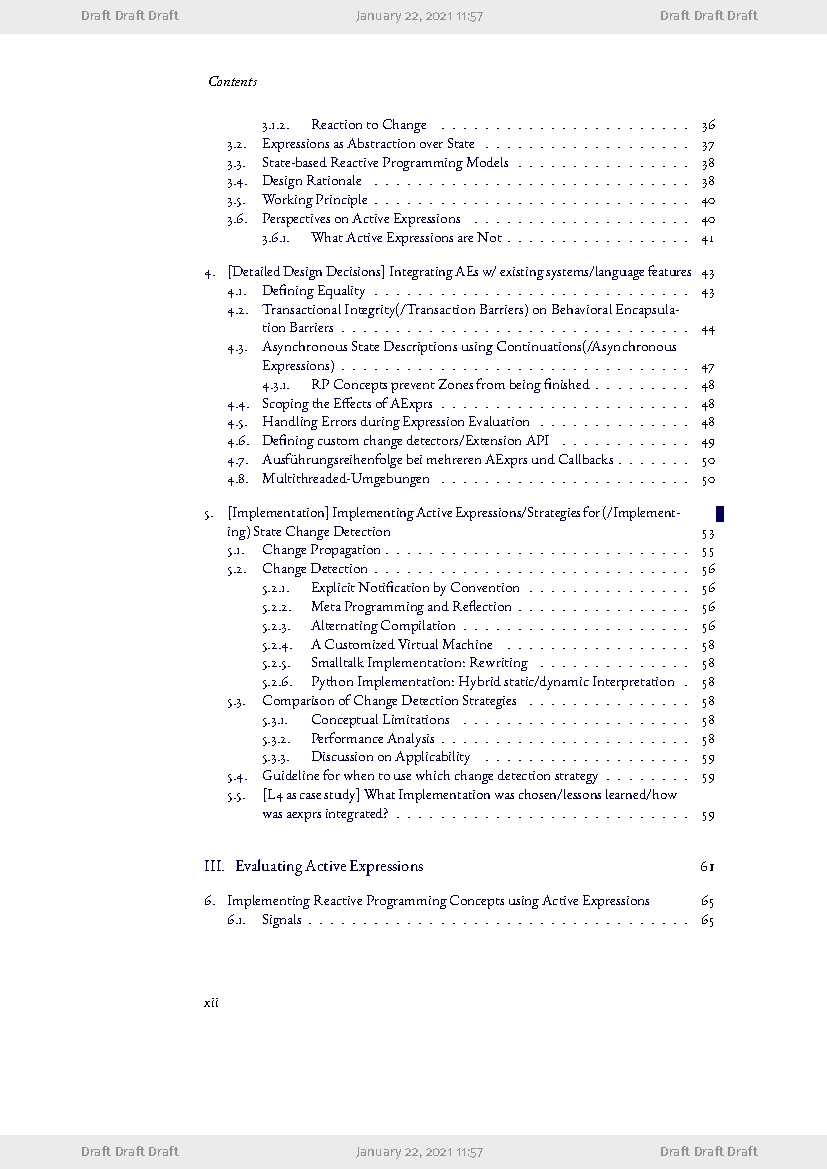 Draft Draft Draft January 22, 2021 11:57 Draft Draft Draft
Contents
3.1.2. Reaction to Change . . . . . . . . . . . . . . . . . . . . . . . 36
3.2. Expressions as Abstraction over State . . . . . . . . . . . . . . . . . . . 37
3.3. State-based Reactive Programming Models . . . . . . . . . . . . . . . . 38
3.4. Design Rationale . . . . . . . . . . . . . . . . . . . . . . . . . . . . . 38
3.5. Working Principle . . . . . . . . . . . . . . . . . . . . . . . . . . . . . 40
3.6. Perspectives on Active Expressions . . . . . . . . . . . . . . . . . . . . 40
3.6.1. What Active Expressions are Not . . . . . . . . . . . . . . . . . 41
4. [Detailed Design Decisions] Integrating AEs w/ existing systems/language features 43
4.1. Defining Equality . . . . . . . . . . . . . . . . . . . . . . . . . . . . . 43
4.2. Transactional Integrity(/Transaction Barriers) on Behavioral Encapsula-
tion Barriers . . . . . . . . . . . . . . . . . . . . . . . . . . . . . . . . 44
4.3. Asynchronous State Descriptions using Continuations(/Asynchronous
Expressions) . . . . . . . . . . . . . . . . . . . . . . . . . . . . . . . . 47
4.3.1. RP Concepts prevent Zones from being finished . . . . . . . . . 48
4.4. Scoping the Effects of AExprs . . . . . . . . . . . . . . . . . . . . . . . 48
4.5. Handling Errors during Expression Evaluation . . . . . . . . . . . . . . 48
4.6. Defining custom change detectors/Extension API . . . . . . . . . . . . 49
4.7. Ausführungsreihenfolge bei mehreren AExprs und Callbacks . . . . . . . 50
4.8. Multithreaded-Umgebungen . . . . . . . . . . . . . . . . . . . . . . . 50
5. [Implementation] Implementing Active Expressions/Strategies for (/Implement-
ing) State Change Detection 53
5.1. Change Propagation . . . . . . . . . . . . . . . . . . . . . . . . . . . . 55
5.2. Change Detection . . . . . . . . . . . . . . . . . . . . . . . . . . . . . 56
5.2.1. Explicit Notification by Convention . . . . . . . . . . . . . . . 56
5.2.2. Meta Programming and Reflection . . . . . . . . . . . . . . . . 56
5.2.3. Alternating Compilation . . . . . . . . . . . . . . . . . . . . . 56
5.2.4. A Customized Virtual Machine . . . . . . . . . . . . . . . . . 58
5.2.5. Smalltalk Implementation: Rewriting . . . . . . . . . . . . . . 58
5.2.6. Python Implementation: Hybrid static/dynamic Interpretation . 58
5.3. Comparison of Change Detection Strategies . . . . . . . . . . . . . . . 58
5.3.1. Conceptual Limitations . . . . . . . . . . . . . . . . . . . . . 58
5.3.2. Performance Analysis . . . . . . . . . . . . . . . . . . . . . . . 58
5.3.3. Discussion on Applicability . . . . . . . . . . . . . . . . . . . 59
5.4. Guideline for when to use which change detection strategy . . . . . . . . 59
5.5. [L4 as case study] What Implementation was chosen/lessons learned/how
was aexprs integrated? . . . . . . . . . . . . . . . . . . . . . . . . . . . 59
III. Evaluating Active Expressions 61
6. Implementing Reactive Programming Concepts using Active Expressions 65
6.1. Signals . . . . . . . . . . . . . . . . . . . . . . . . . . . . . . . . . . . 65
xii
Draft Draft Draft January 22, 2021 11:57 Draft Draft Draft